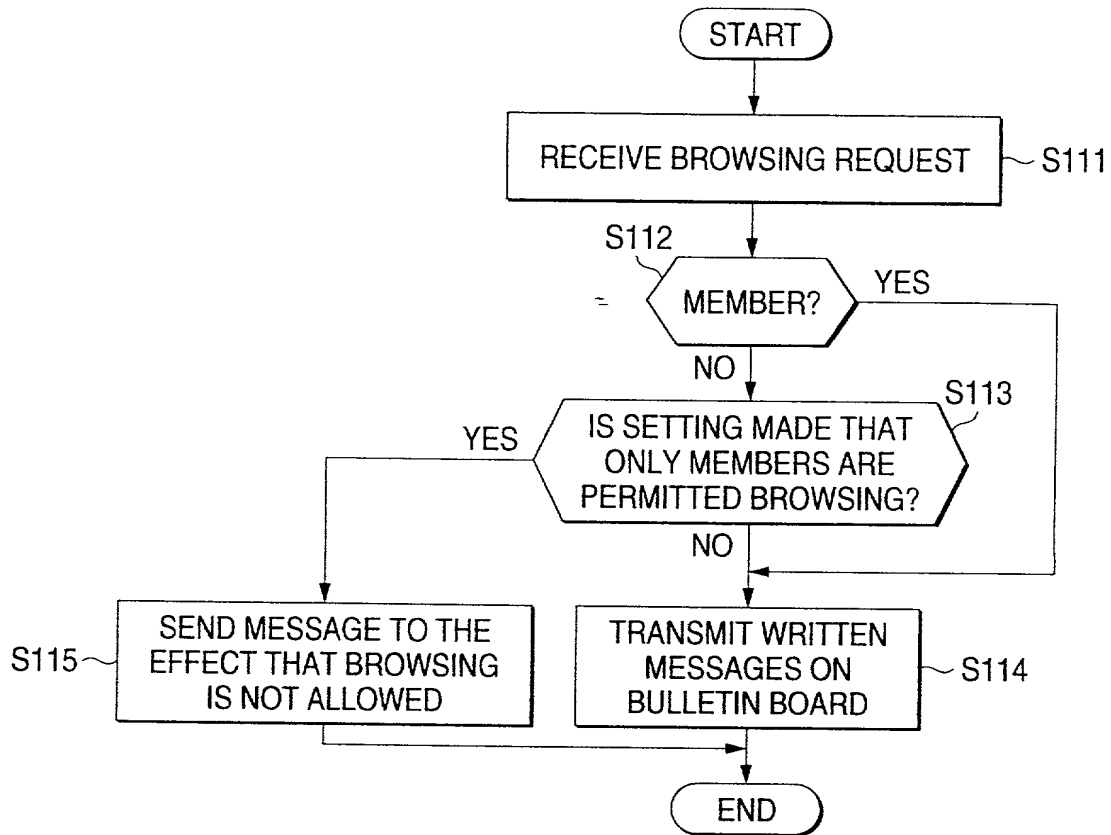 START
RECEIVE BROWSING REQUEST
S111
S112
MEMBER?
YES
NO
S113
IS SETTING MADE THAT
ONLY MEMBERS ARE
PERMITTED BROWSING?
YES
NO
SEND MESSAGE TO THE
EFFECT THAT BROWSING
IS NOT ALLOWED
S115
TRANSMIT WRITTEN
MESSAGES ON
BULLETIN BOARD
S114
END